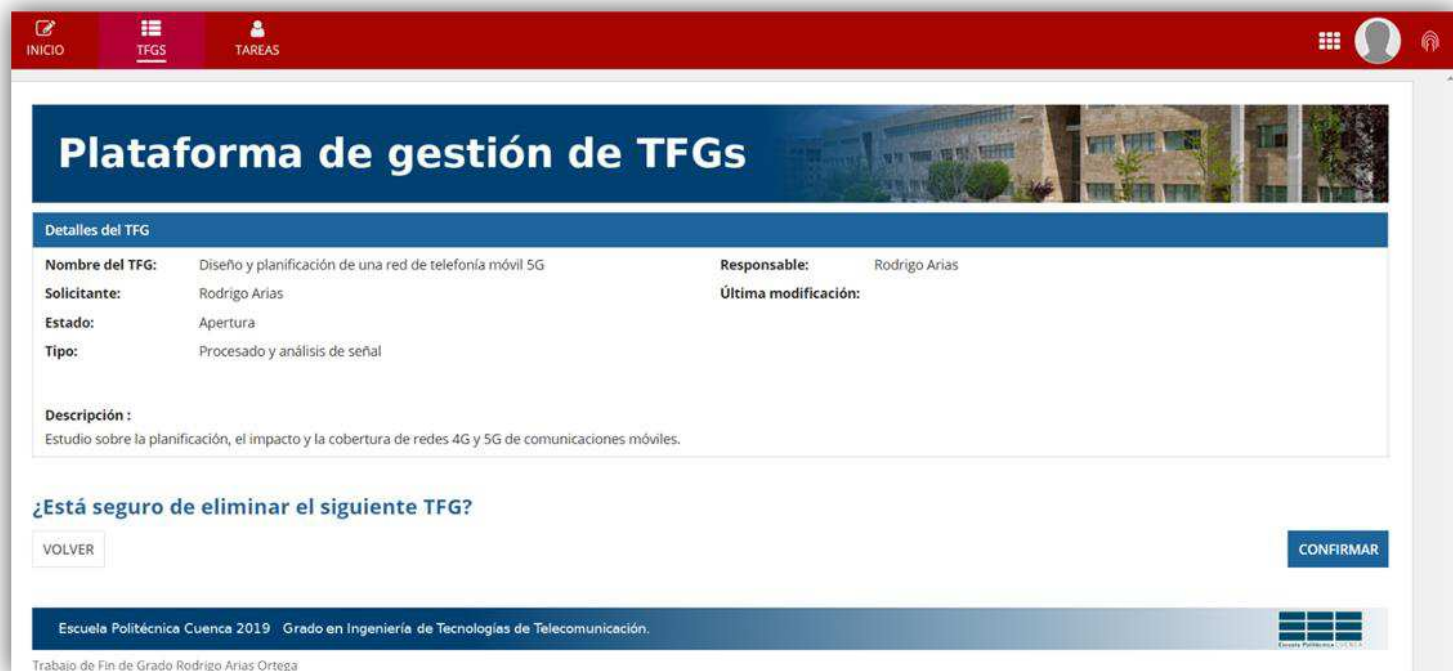 INICIO
TFGS
TAREAS
Plataforma de gestión de TFGs
Detalles del TFG
Nombre del TFG: Diseño y planificación de una red de telefonía móvil 5G Responsable: Rodrigo Arias
Solicitante: Rodrigo Arias Última modificación:
Estado: Apertura
Tipo: Procesado y análisis de señal
Descripción :
Estudio sobre la planificación, el impacto y la cobertura de redes 4G y 5G de comunicaciones móviles.
¿Está seguro de eliminar el siguiente TFG?
VOLVER CONFIRMAR
Escuela Politécnica Cuenca 2019 Grado en Ingeniería de Tecnologías de Telecomunicación.
Escuela Politécnica CUENCA
Trabajo de Fin de Grado Rodrigo Arias Ortega